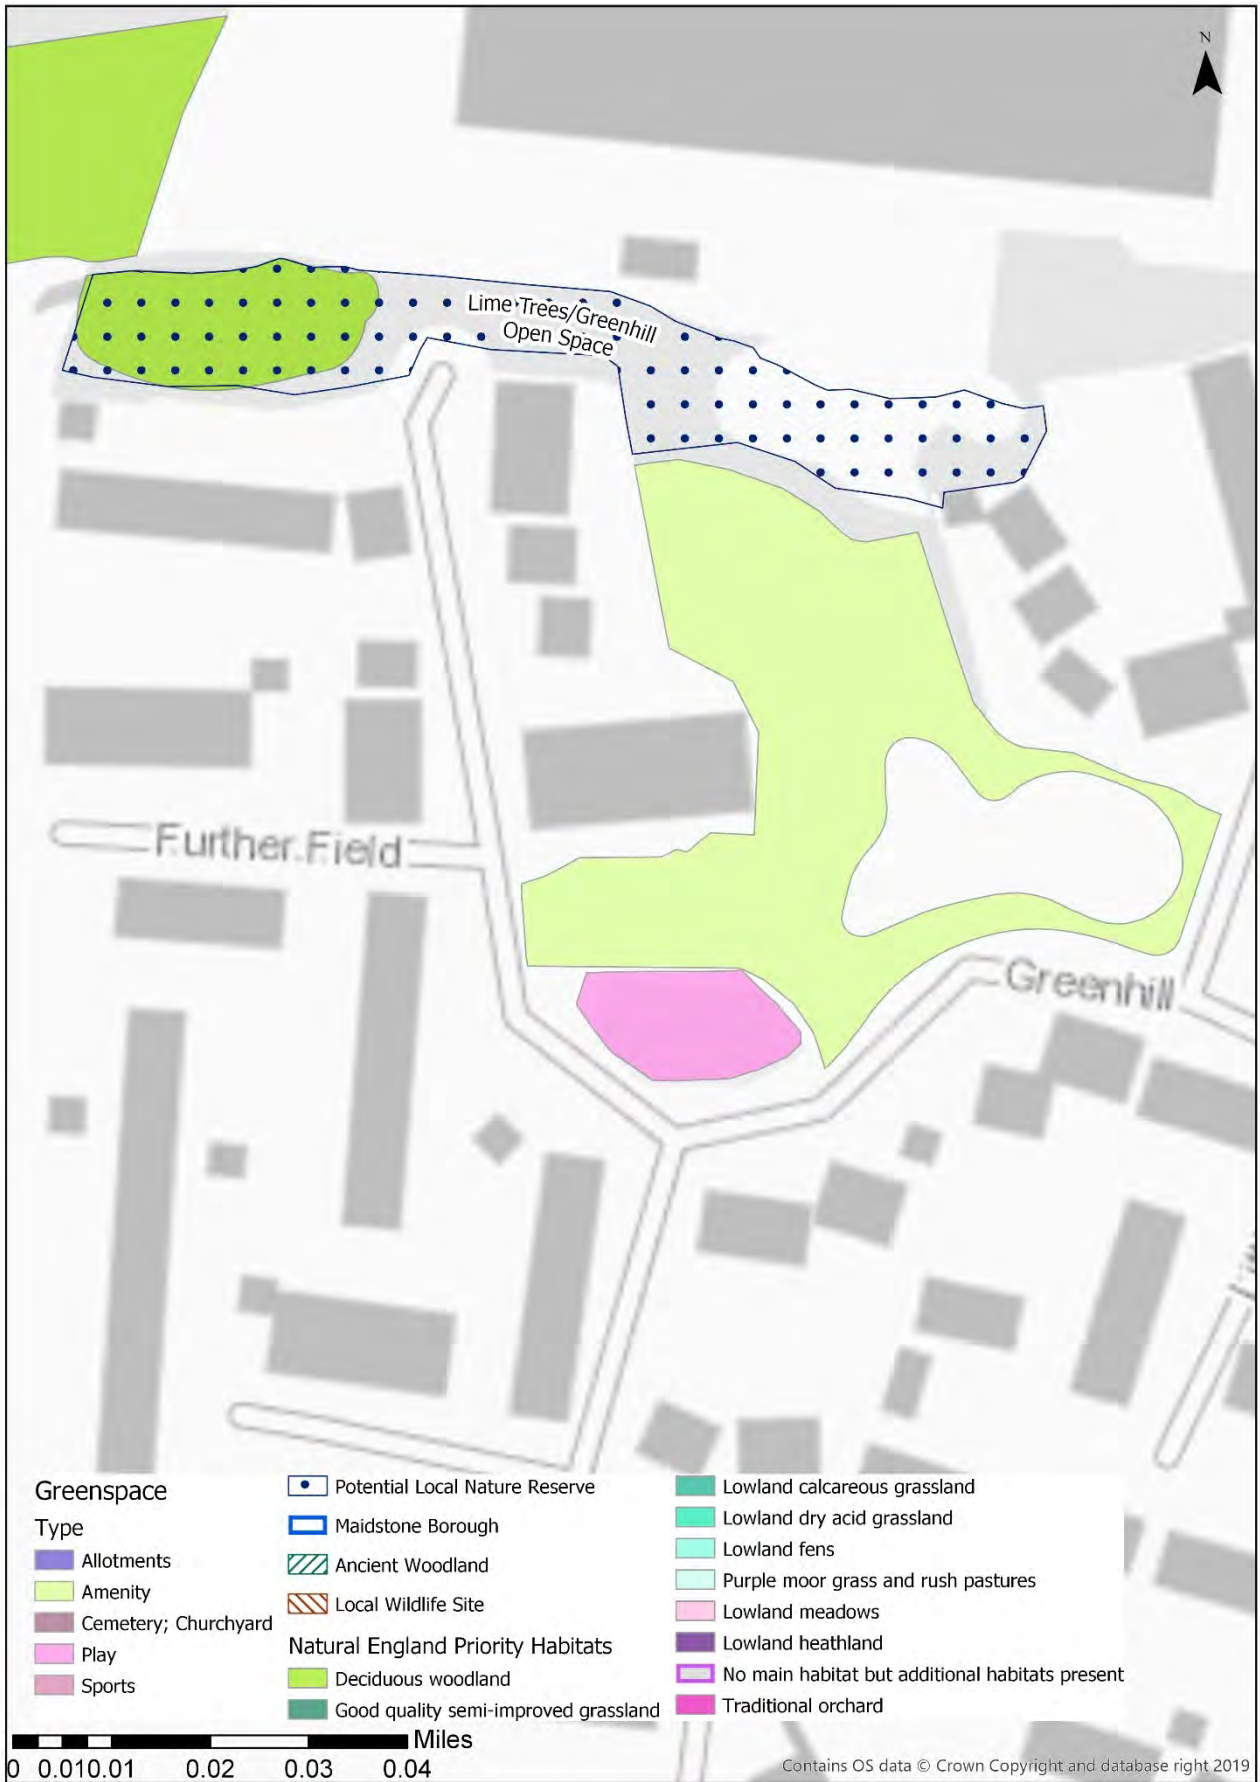 N
Lime Trees/Greenhill
Open Space
Further Field
Greenhill
Greenspace
Type
Allotments
Amenity
Cemetery; Churchyard
Play
Sports
Potential Local Nature Reserve
Maidstone Borough
Ancient Woodland
Local Wildlife Site
Natural England Priority Habitats
Deciduous woodland
Good quality semi-improved grassland
Lowland calcareous grassland
Lowland dry acid grassland
Lowland fens
Purple moor grass and rush pastures
Lowland meadows
Lowland heathland
No main habitat but additional habitats present
Traditional orchard
Miles
0 0.010.01 0.02 0.03 0.04
Contains OS data © Crown Copyright and database right 2019